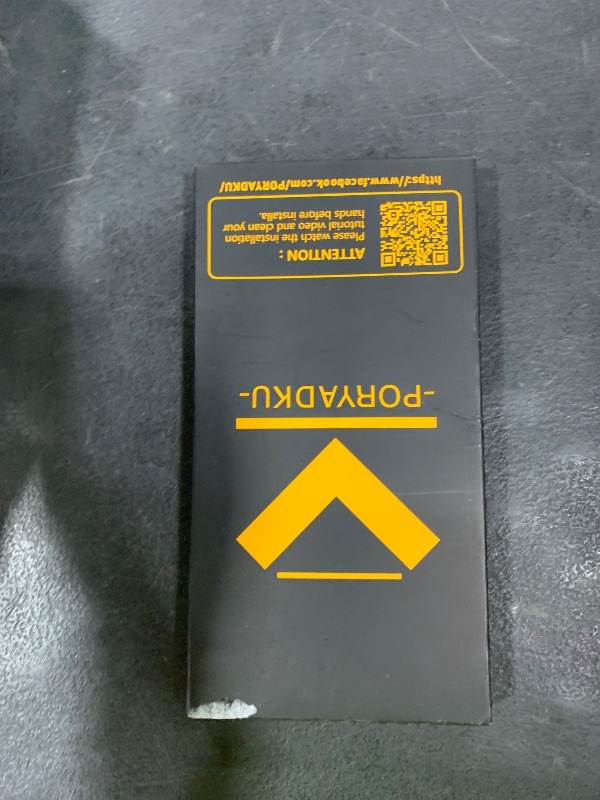 -PORYADKU-
ATTENTION :
Please watch the installation
tutorial video and clean your
hands before installa.
https://www.facebook.com/PORYADKU/